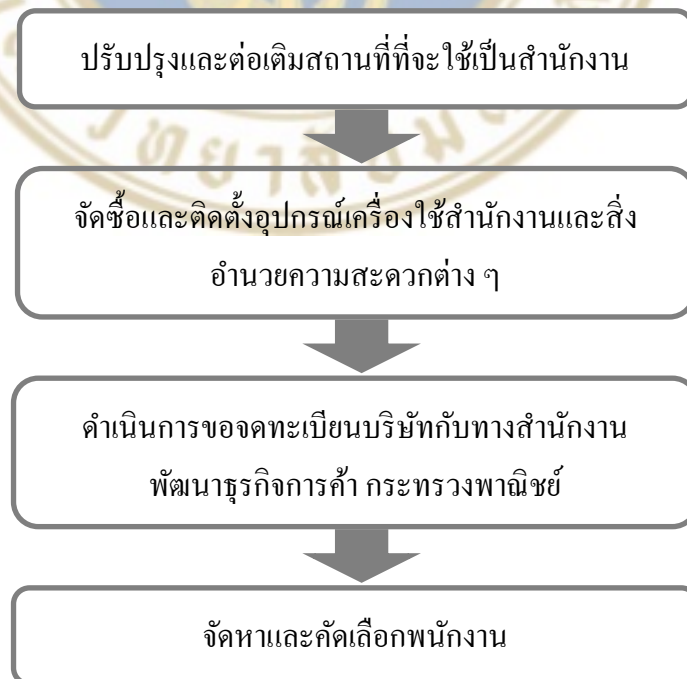 ปรับปรุงและต่อเติมสถานที่ที่จะใช้เป็นสำนักงาน
จัดซื้อและติดตั้งอุปกรณ์เครื่องใช้สำนักงานและสิ่ง
อำนวยความสะดวกต่าง ๆ
ดำเนินการขอจดทะเบียนบริษัทกับทางสำนักงาน
พัฒนาธุรกิจการค้า กระทรวงพาณิชย์
จัดหาและคัดเลือกพนักงาน